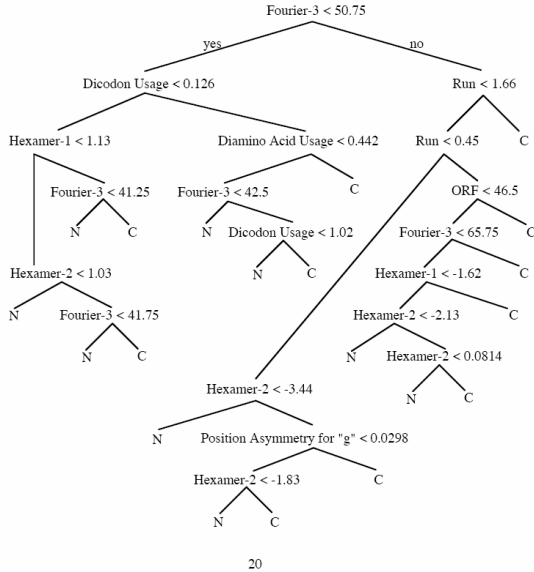 Fourier-3 < 50.75
yes no
Dicodon Usage < 0.126 Run < 1.66
Hexamer-1 < 1.13 Diamino Acid Usage < 0.442 Run < 0.45 C
Fourier-3 < 41.25 Fourier-3 < 42.5 C ORF < 46.5
N C N Dicodon Usage < 1.02 Fourier-3 < 65.75 C
Hexamer-2 < 1.03 N C Hexamer-1 < -1.62 C
N Fourier-3 < 41.75 Hexamer-2 < -2.13 C
N C N Hexamer-2 < 0.0814
Hexamer-2 < -3.44 N C
N Position Asymmetry for "g" < 0.0298
Hexamer-2 < -1.83 C
N C
20